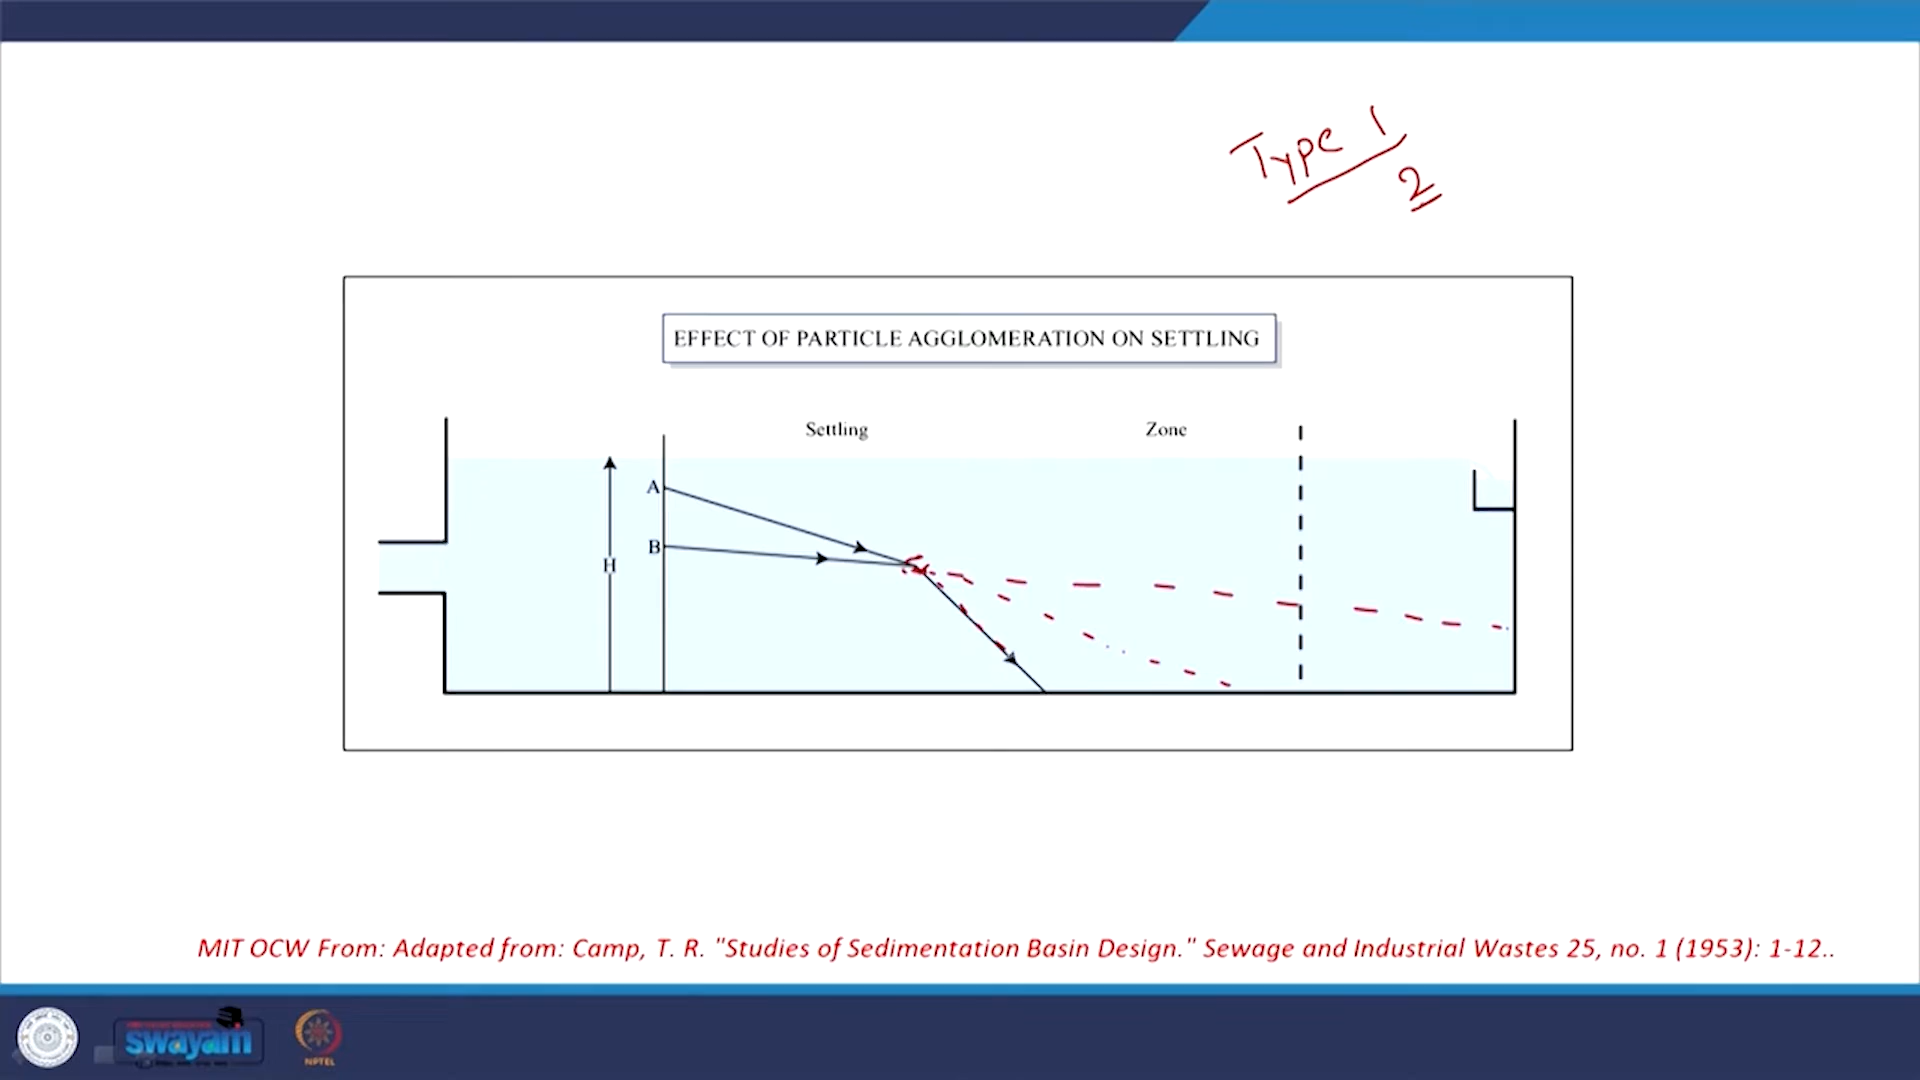 Type 1
2
EFFECT OF PARTICLE AGGLOMERATION ON SETTLING
Settling Zone
A
B
H
MIT OCW From: Adapted from: Camp, T. R. "Studies of Sedimentation Basin Design." Sewage and Industrial Wastes 25, no. 1 (1953): 1-12..
swayam
NPTEL